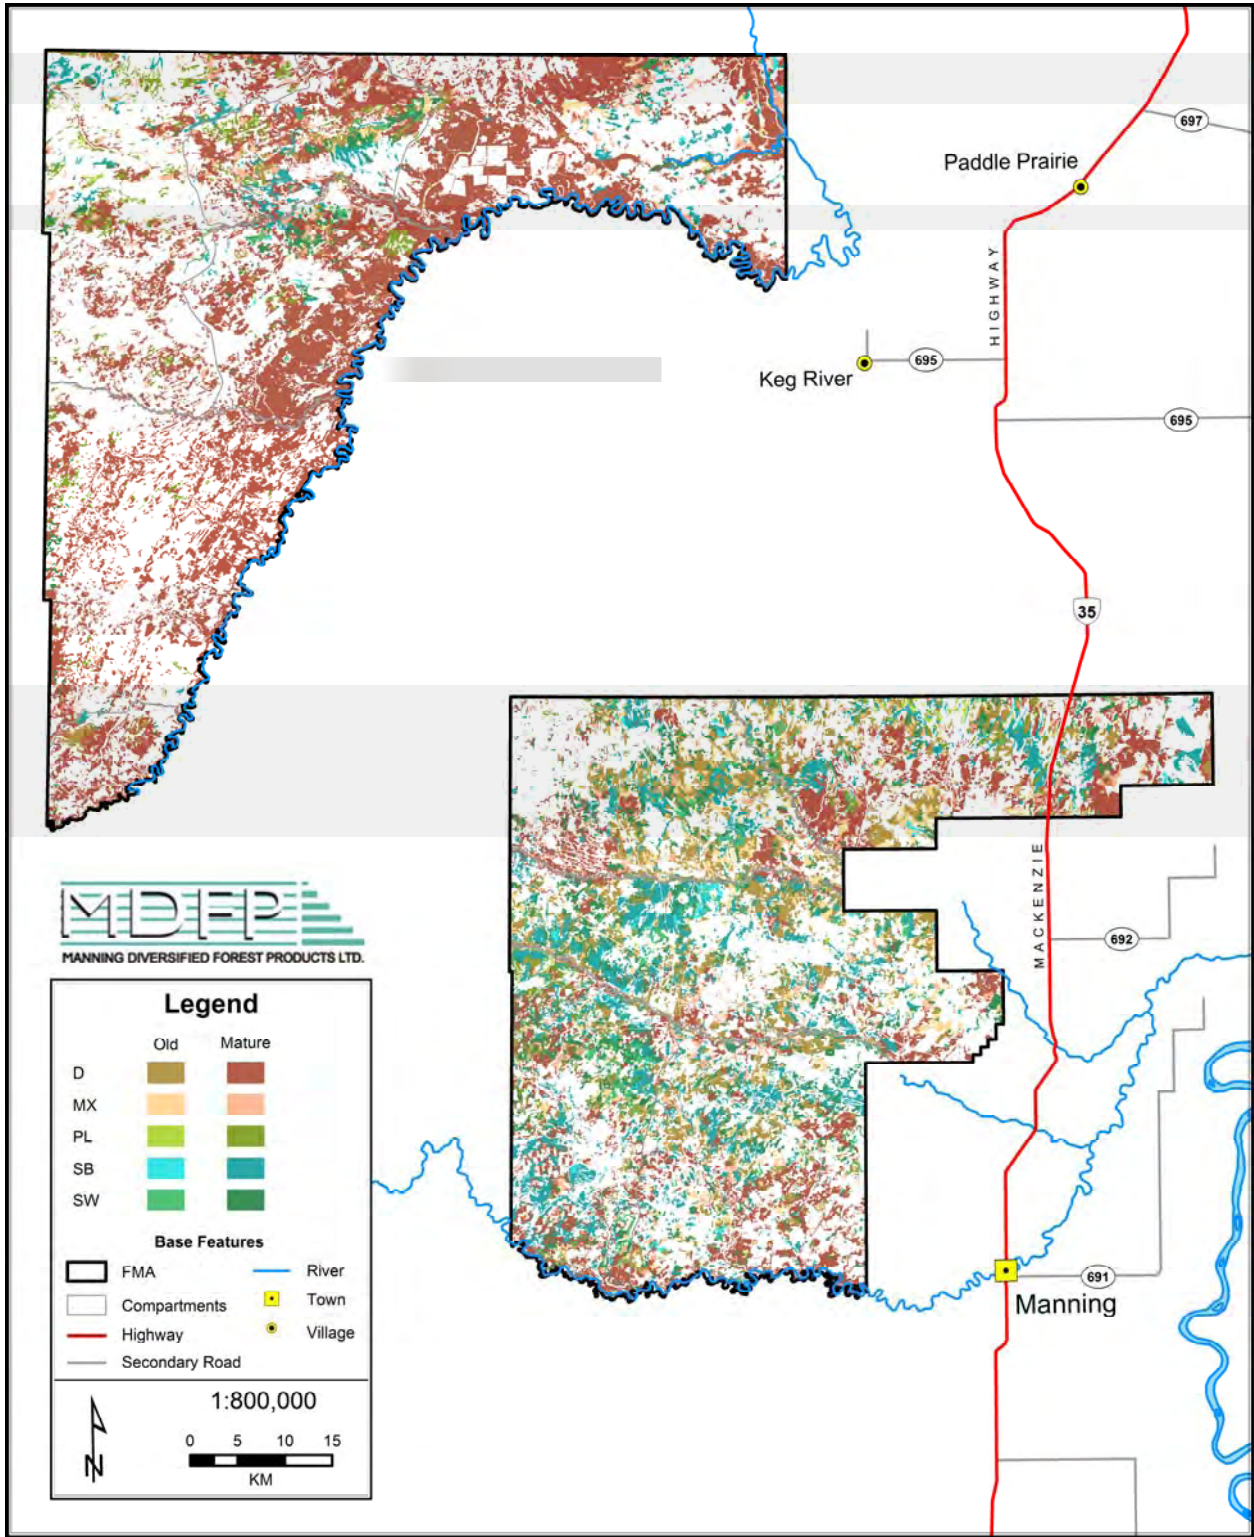 697
Paddle Prairie
HIGHWAY
695
Keg River
695
35
MACKENZIE
692
MDFP
MANNING DIVERSIFIED FOREST PRODUCTS LTD.
Legend
Old Mature
D
MX
PL
SB
SW
Base Features
FMA River
Compartments Town
Highway Village
Secondary Road
1:800,000
0 5 10 15
KM
N
691
Manning